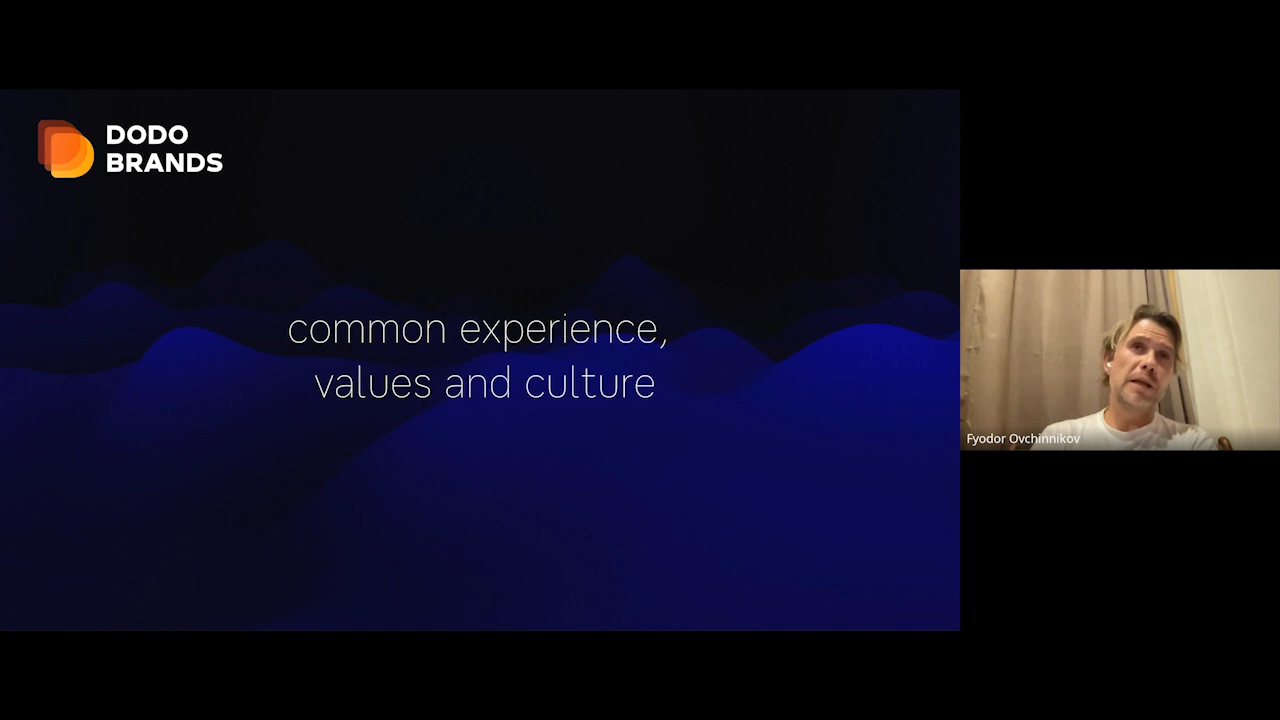 DODO
BRANDS
common experience,
values and culture
Fyodor Ovchinnikov